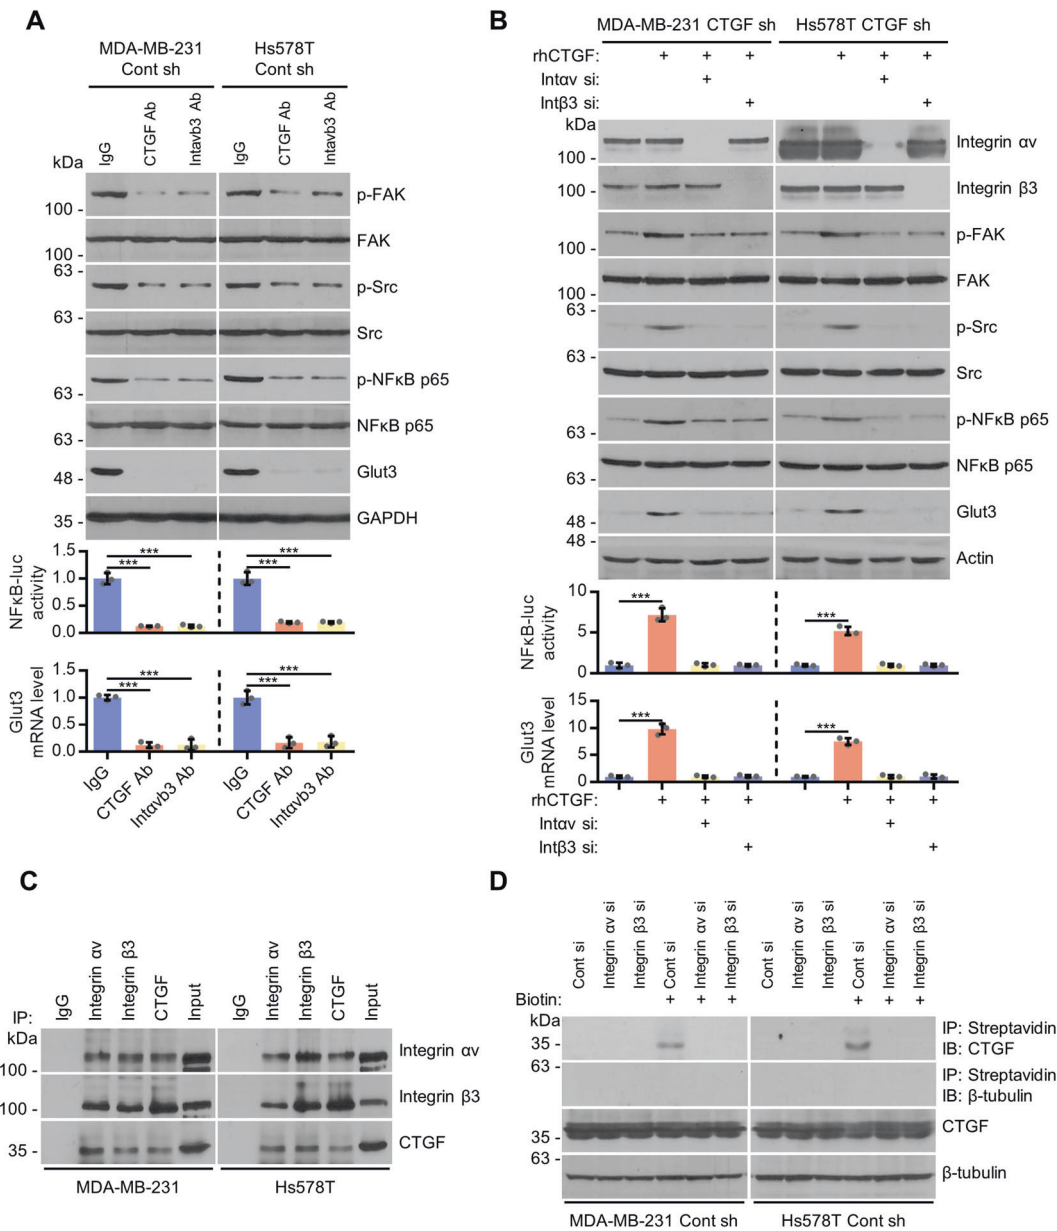 A
MDA-MB-231
Cont sh
Hs578T
Cont sh
kDa
IgG
CTGF Ab
Intavb3 Ab
IgG
CTGF Ab
Intavb3 Ab
100 -
p-FAK
100 -
FAK
63 -
p-Src
63 -
Src
63 -
p-NFκB p65
63 -
NFκB p65
48 -
Glut3
35 -
GAPDH
NFκB-luc
activity
1.5
1.0
0.5
0.0
*** ***
*** ***
Glut3
mRNA level
1.5
1.0
0.5
0.0
*** ***
*** ***
IgG
CTGF Ab
Intαvb3 Ab
IgG
CTGF Ab
Intαvb3 Ab
B
MDA-MB-231 CTGF sh
Hs578T CTGF sh
rhCTGF: + + + + + +
Intαv si: + +
Intβ3 si: + +
kDa
100 -
Integrin αv
100 -
Integrin β3
100 -
p-FAK
100 -
FAK
63 -
p-Src
63 -
Src
63 -
p-NFκB p65
63 -
NFκB p65
48 -
Glut3
48 -
Actin
NFκB-luc
activity
10
5
0
*** ***
Glut3
mRNA level
15
10
5
0
*** ***
rhCTGF: + + + + + +
Intαv si: + +
Intβ3 si: + +
C
IP:
IgG
Integrin αv
Integrin β3
CTGF
Input
IgG
Integrin αv
Integrin β3
CTGF
Input
kDa
100 -
Integrin αv
100 -
Integrin β3
35 -
CTGF
MDA-MB-231
Hs578T
D
Cont si
Integrin αv si
Integrin β3 si
Cont si
Integrin αv si
Integrin β3 si
Cont si
Integrin αv si
Integrin β3 si
Cont si
Integrin αv si
Integrin β3 si
Biotin: + + + + + +
kDa
35 -
IP: Streptavidin
IB: CTGF
63 -
IP: Streptavidin
IB: β-tubulin
35 -
CTGF
63 -
β-tubulin
MDA-MB-231 Cont sh
Hs578T Cont sh